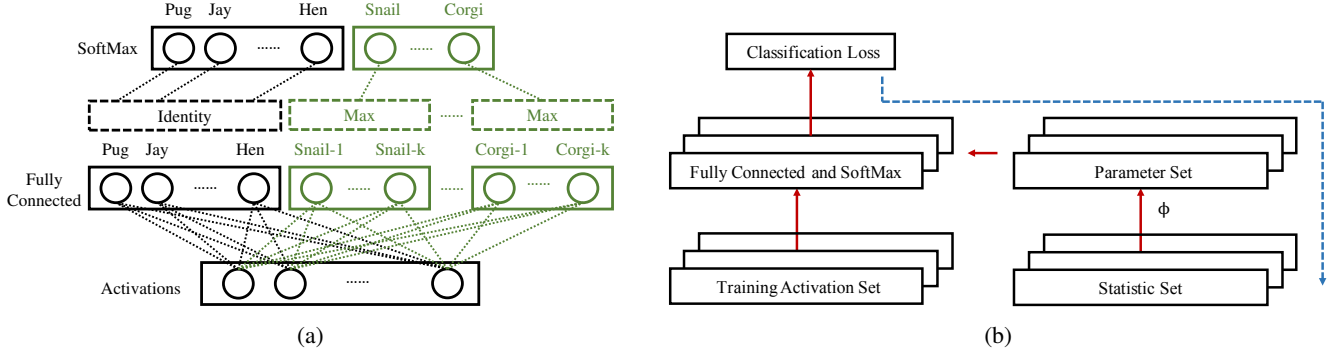 Pug Jay Hen Snail Corgi
SoftMax ...... ......
Identity Max ...... Max
Pug Jay Hen Snail-1 Snail-k Corgi-1 Corgi-k
Fully
Connected ...... ...... ...... ......
Activations ......
(a)
Classification Loss
Fully Connected and SoftMax
Parameter Set
ϕ
Training Activation Set
Statistic Set
(b)